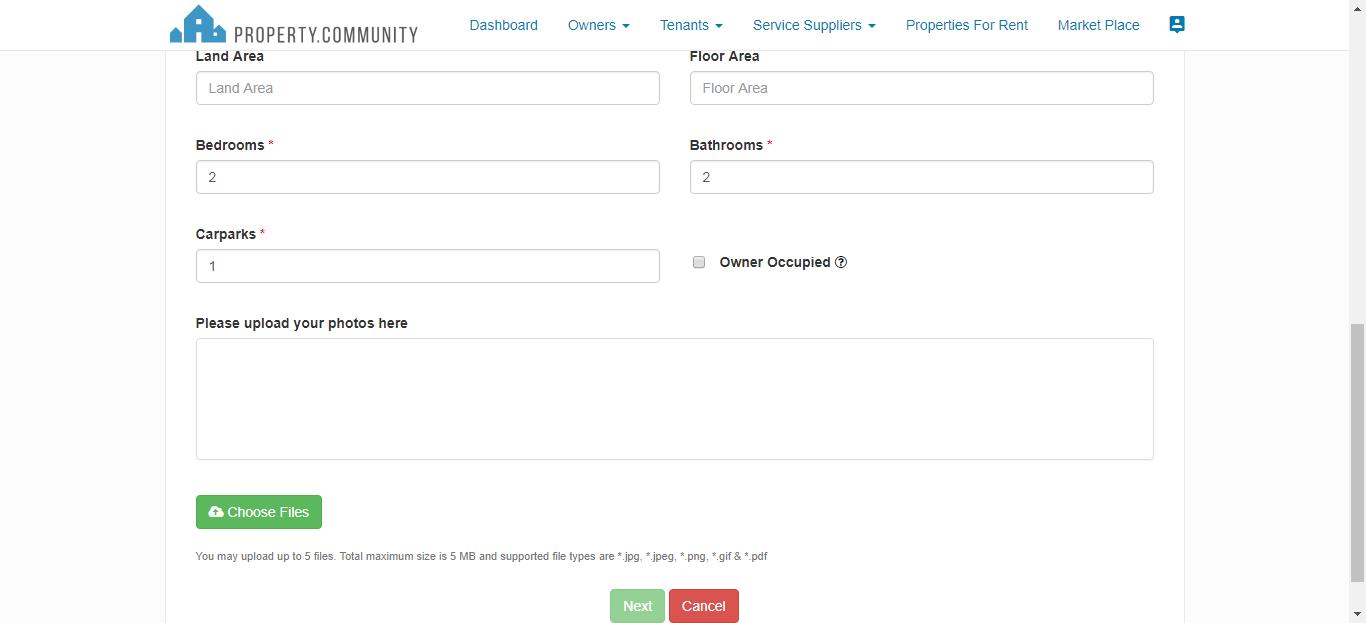 PROPERTY.COMMUNITY Dashboard Owners Tenants Service Suppliers Properties For Rent Market Place
Land Area Floor Area
Land Area Floor Area
Bedrooms * Bathrooms *
2 2
Carparks *
1 Owner Occupied ?
Please upload your photos here
Choose Files
You may upload up to 5 files. Total maximum size is 5 MB and supported file types are *.jpg, *.jpeg, *.png, *.gif & *.pdf
Next Cancel